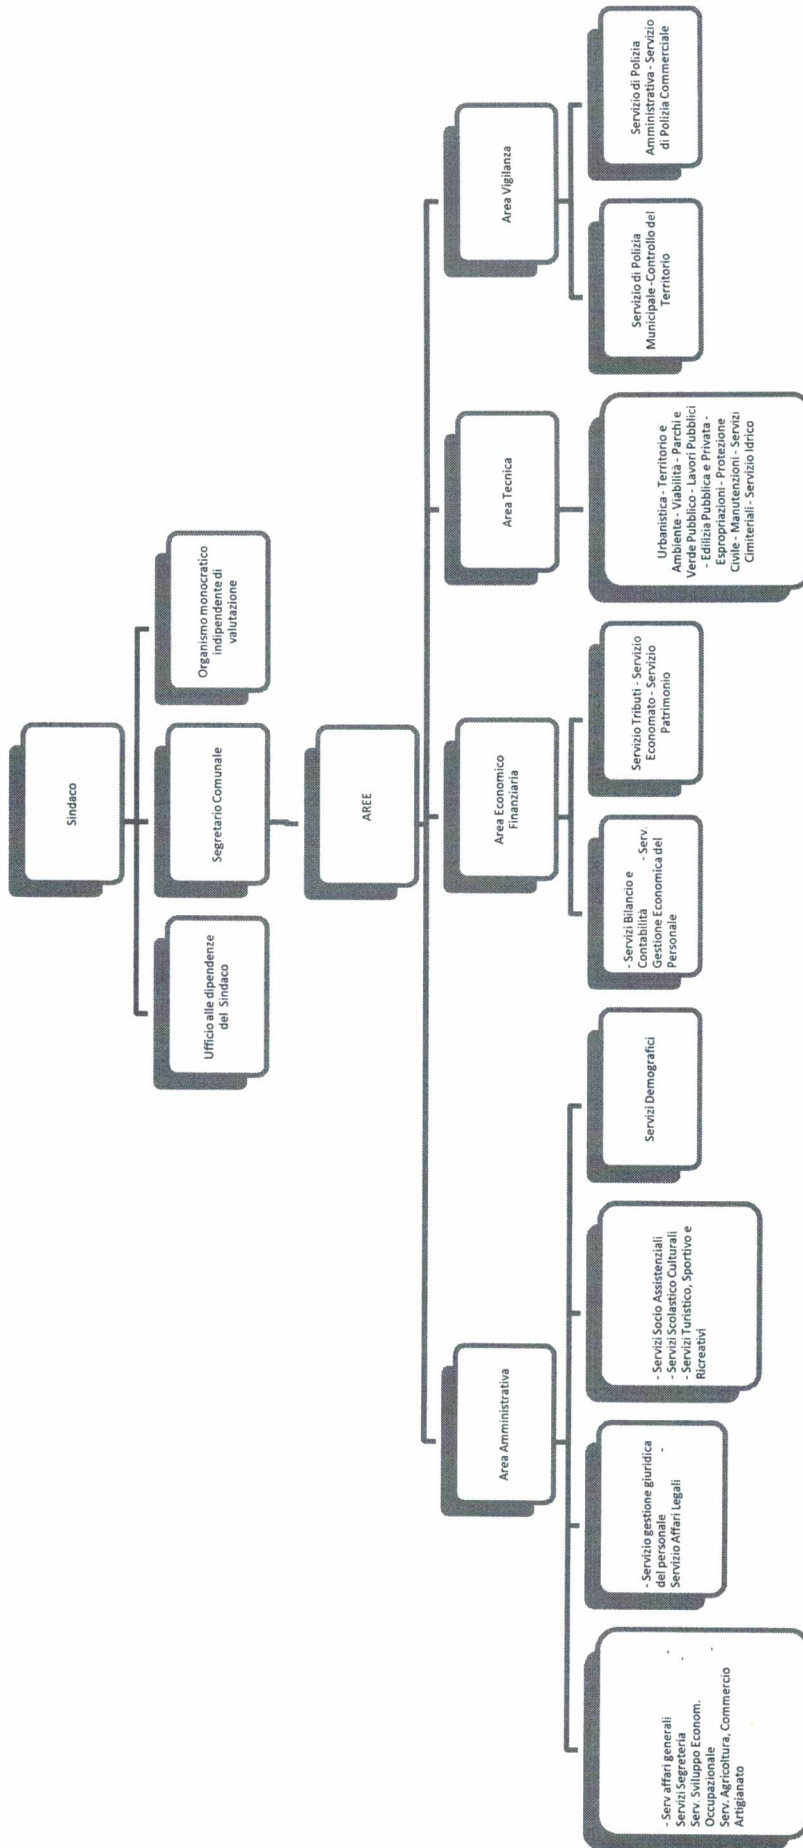 Sindaco
Ufficio alle dipendenze
del Sindaco
Segretario Comunale
Organismo monocratico
indipendente di
valutazione
AREE
Area Amministrativa
Area Economico
Finanziaria
Area Tecnica
Area Vigilanza
- Serv affari generali -
Servizi Segreteria -
Serv. Sviluppo Econom.
Occupazionale -
Serv. Agricoltura, Commercio
Artigianato
- Servizio gestione giuridica
del personale -
Servizio Affari Legali
- Servizi Socio Assistenziali
- Servizi Scolastico Culturali
- Servizi Turistico, Sportivo e
Ricreativi
Servizi Demografici
- Servizi Bilancio e
Contabilità - Serv.
Gestione Economica del
Personale
Servizio Tributi - Servizio
Economato - Servizio
Patrimonio
Urbanistica - Territorio e
Ambiente - Viabilità - Parchi e
Verde Pubblico - Lavori Pubblici
- Edilizia Pubblica e Privata -
Espropriazioni - Protezione
Civile - Manutenzioni - Servizi
Cimiteriali - Servizio Idrico
Servizio di Polizia
Municipale -Controllo del
Territorio
Servizio di Polizia
Amministrativa - Servizio
di Polizia Commerciale